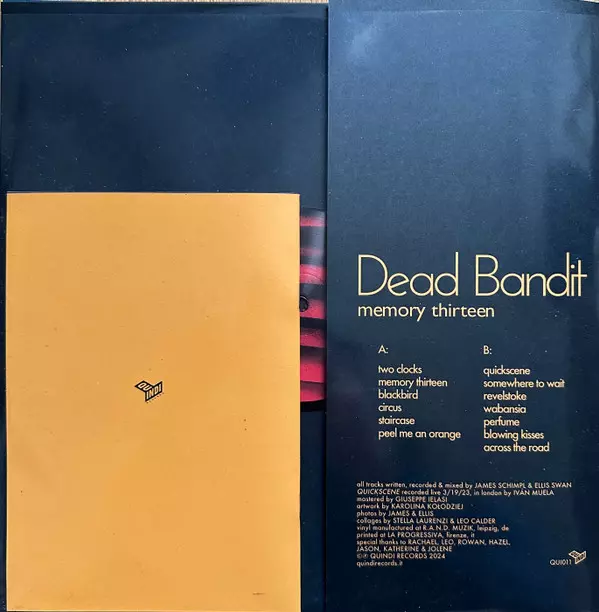 QUINDI
Dead Bandit
memory thirteen
A:
two clocks
memory thirteen
blackbird
circus
staircase
peel me an orange
B:
quickscene
somewhere to wait
revelstoke
wabansia
perfume
blowing kisses
across the road
all tracks written, recorded & mixed by JAMES SCHIMPL & ELLIS SWAN
QUICKSCENE recorded live 3/19/23, in london by IVAN MUELA
mastered by GIUSEPPE IELASI
artwork by KAROLINA KOŁODZIEJ
photos by JAMES & ELLIS
collages by STELLA LAURENZI & LEO CALDER
vinyl manufactured at R.A.N.D. MUZIK, leipzig, de
printed at LA PROGRESSIVA, firenze, it
special thanks to RACHAEL, LEO, ROWAN, HAZEL,
JASON, KATHERINE & JOLENE
©℗ QUINDI RECORDS 2024
quindirecords.it
QUI011